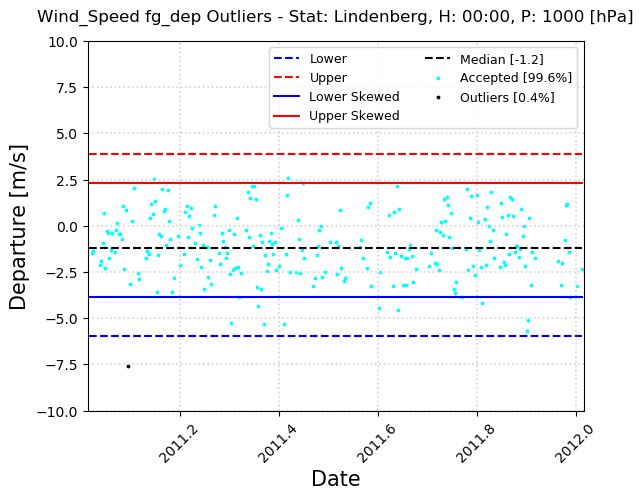 Wind_Speed fg_dep Outliers - Stat: Lindenberg, H: 00:00, P: 1000 [hPa]
Lower
Upper
Lower Skewed
Upper Skewed
Median [-1.2]
Accepted [99.6%]
Outliers [0.4%]
Departure [m/s]
10.0
7.5
5.0
2.5
0.0
−2.5
−5.0
−7.5
−10.0
2011.2
2011.4
2011.6
2011.8
2012.0
Date